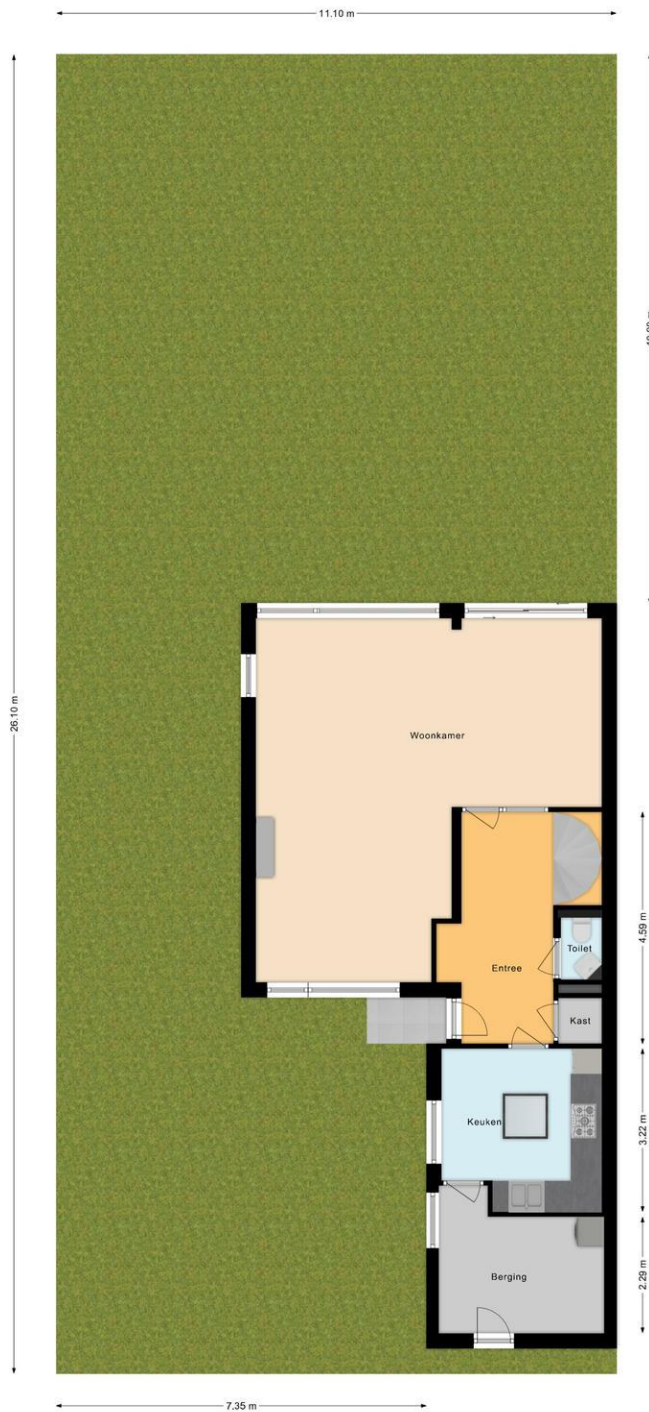 11.10 m
26.10 m
Woonkamer
4.59 m
Toilet
Entree
Kast
Keuken
3.22 m
Berging
2.29 m
7.35 m